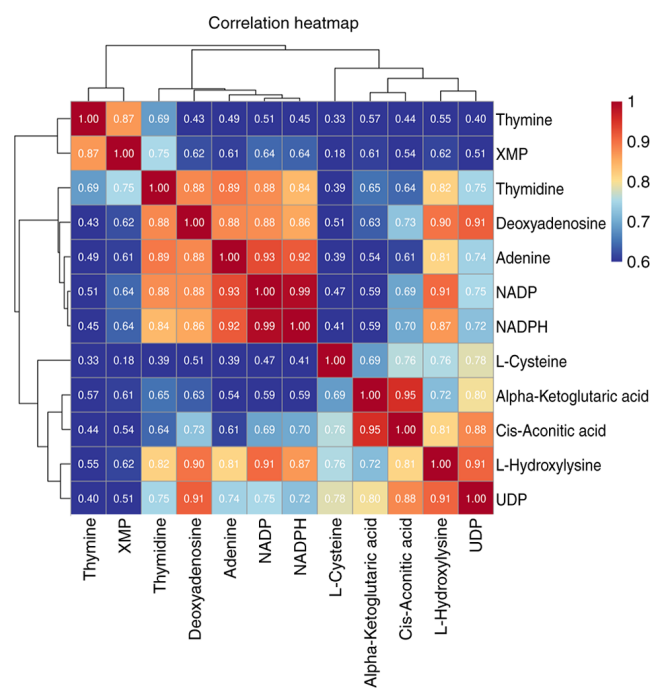 Correlation heatmap
1.00 0.87 0.69 0.43 0.49 0.51 0.45 0.33 0.57 0.44 0.55 0.40 Thymine
0.87 1.00 0.75 0.62 0.61 0.64 0.64 0.18 0.61 0.54 0.62 0.51 XMP
0.69 0.75 1.00 0.88 0.89 0.88 0.84 0.39 0.65 0.64 0.82 0.75 Thymidine
0.43 0.62 0.88 1.00 0.88 0.88 0.86 0.51 0.63 0.73 0.90 0.91 Deoxyadenosine
0.49 0.61 0.89 0.88 1.00 0.93 0.92 0.39 0.54 0.61 0.81 0.74 Adenine
0.51 0.64 0.88 0.88 0.93 1.00 0.99 0.47 0.59 0.69 0.91 0.75 NADP
0.45 0.64 0.84 0.86 0.92 0.99 1.00 0.41 0.59 0.70 0.87 0.72 NADPH
0.33 0.18 0.39 0.51 0.39 0.47 0.41 1.00 0.69 0.76 0.76 0.78 L-Cysteine
0.57 0.61 0.65 0.63 0.54 0.59 0.59 0.69 1.00 0.95 0.72 0.80 Alpha-Ketoglutaric acid
0.44 0.54 0.64 0.73 0.61 0.69 0.70 0.76 0.95 1.00 0.81 0.88 Cis-Aconitic acid
0.55 0.62 0.82 0.90 0.81 0.91 0.87 0.76 0.72 0.81 1.00 0.91 L-Hydroxylysine
0.40 0.51 0.75 0.91 0.74 0.75 0.72 0.78 0.80 0.88 0.91 1.00 UDP
Thymine
XMP
Thymidine
Deoxyadenosine
Adenine
NADP
NADPH
L-Cysteine
Alpha-Ketoglutaric acid
Cis-Aconitic acid
L-Hydroxylysine
UDP
1
0.9
0.8
0.7
0.6